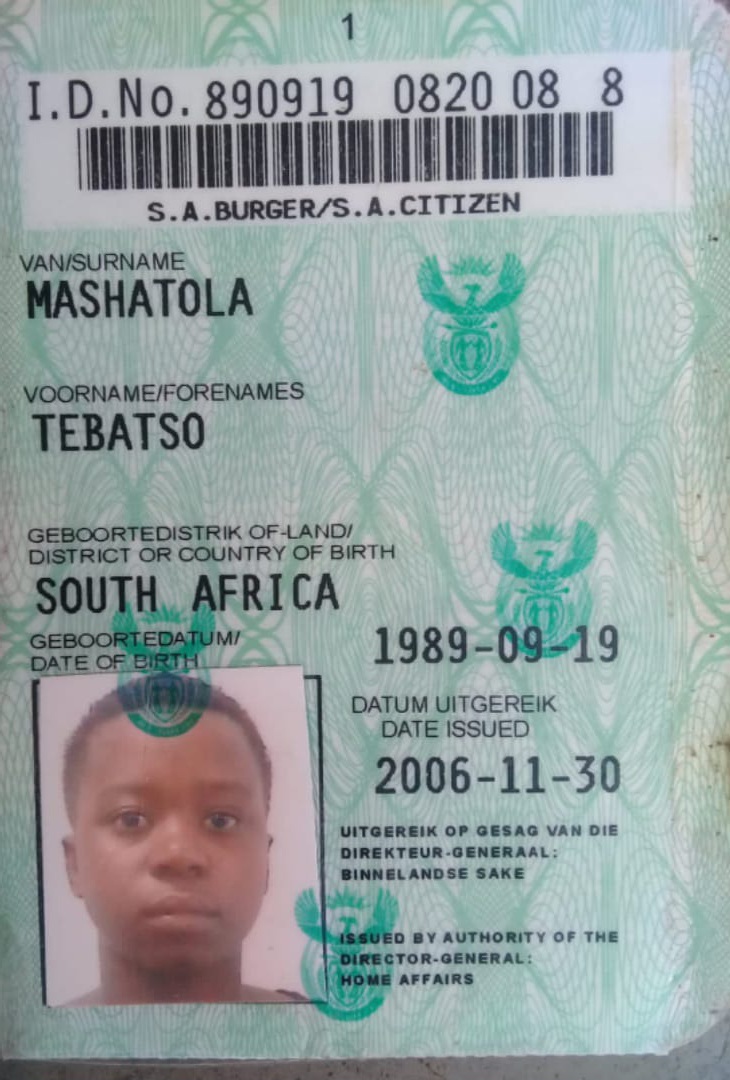 1
I.D.No. 890919 0820 08 8
S.A.BURGER/S.A.CITIZEN
VAN/SURNAME
MASHATOLA
VOORNAME/FORENAMES
TEBATSO
GEBOORTEDISTRIK OF-LAND/
DISTRICT OR COUNTRY OF BIRTH
SOUTH AFRICA
GEBOORTEDATUM/
DATE OF BIRTH
1989-09-19
DATUM UITGEREIK
DATE ISSUED
2006-11-30
UITGEREIK OP GESAG VAN DIE
DIREKTEUR-GENERAAL:
BINNELANDSE SAKE
ISSUED BY AUTHORITY OF THE
DIRECTOR-GENERAL:
HOME AFFAIRS